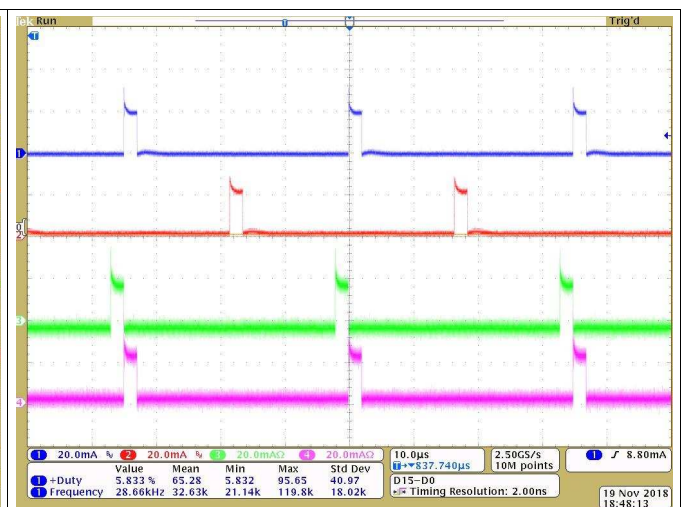 Tek Run Trig'd
T
T
1
0
2
3
4
1 20.0mA 2 20.0mA 3 20.0mAΩ 4 20.0mAΩ
10.0µs
T→▼837.740µs
2.50GS/s
10M points
1 8.80mA
Value Mean Min Max Std Dev
1 +Duty 5.833 % 65.28 5.832 95.65 40.97
1 Frequency 28.66kHz 32.63k 21.14k 119.8k 18.02k
D15-D0
Timing Resolution: 2.00ns
19 Nov 2018
18:48:13